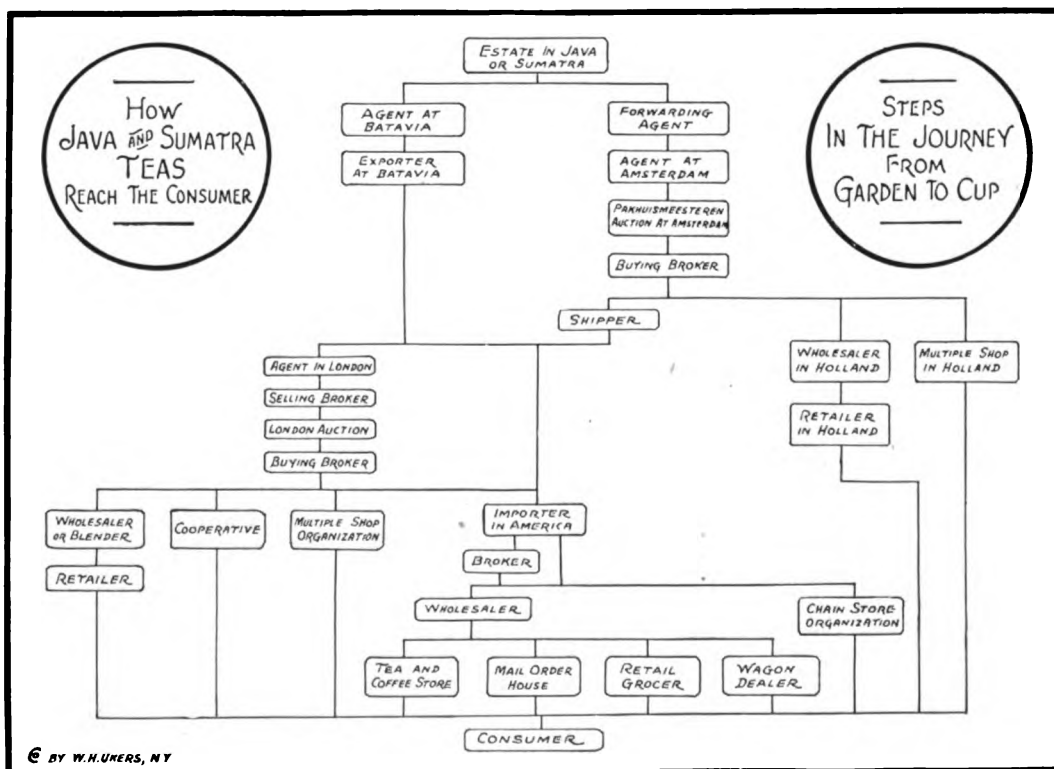 How
JAVA AND SUMATRA
TEAS
REACH THE CONSUMER
STEPS
IN THE JOURNEY
FROM
GARDEN TO CUP
ESTATE IN JAVA
OR SUMATRA
AGENT AT
BATAVIA
FORWARDING
AGENT
EXPORTER
AT BATAVIA
AGENT AT
AMSTERDAM
PAKHUISMEESTEREN
AUCTION AT AMSTERDAM
BUYING BROKER
SHIPPER
AGENT IN LONDON
SELLING BROKER
LONDON AUCTION
BUYING BROKER
WHOLESALER
IN HOLLAND
MULTIPLE SHOP
IN HOLLAND
RETAILER
IN HOLLAND
WHOLESALER
OR BLENDER
COOPERATIVE
MULTIPLE SHOP
ORGANIZATION
IMPORTER
IN AMERICA
RETAILER
BROKER
WHOLESALER
CHAIN STORE
ORGANIZATION
TEA AND
COFFEE STORE
MAIL ORDER
HOUSE
RETAIL
GROCER
WAGON
DEALER
CONSUMER
© BY W.H.UKERS, NY